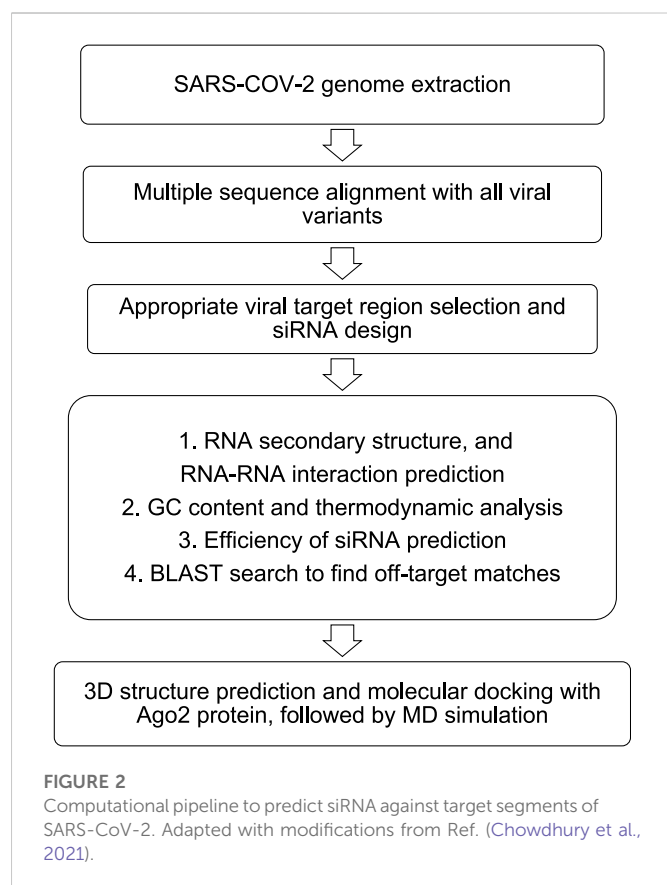 SARS-COV-2 genome extraction
Multiple sequence alignment with all viral
variants
Appropriate viral target region selection and
siRNA design
1. RNA secondary structure, and
RNA-RNA interaction prediction
2. GC content and thermodynamic analysis
3. Efficiency of siRNA prediction
4. BLAST search to find off-target matches
3D structure prediction and molecular docking with
Ago2 protein, followed by MD simulation
FIGURE 2
Computational pipeline to predict siRNA against target segments of
SARS-CoV-2. Adapted with modifications from Ref. (Chowdhury et al.,
2021).